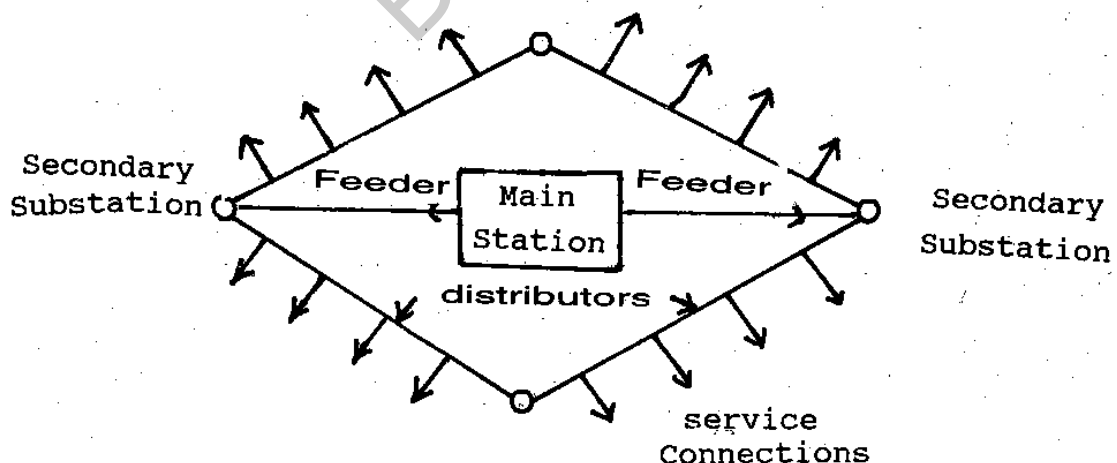 Secondary
Substation
Feeder
Main
Station
Feeder
Secondary
Substation
distributors
service
Connections